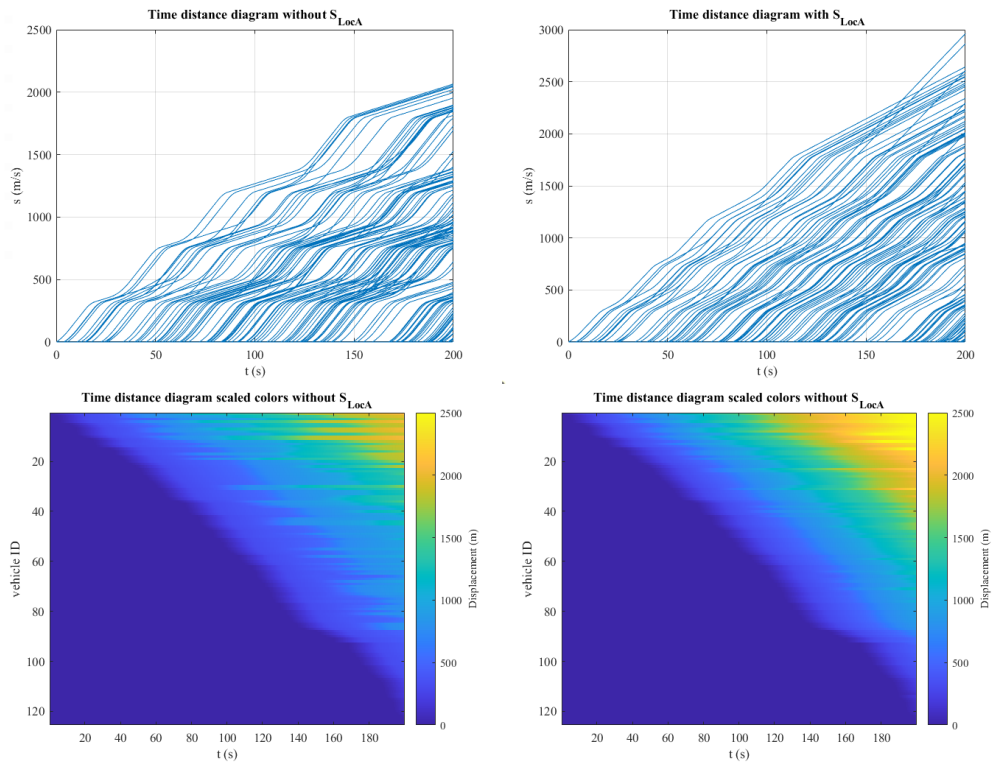 Time distance diagram without S_LocA
2500
2000
1500
1000
500
0
s (m/s)
0 50 100 150 200
t (s)
Time distance diagram with S_LocA
3000
2500
2000
1500
1000
500
0
s (m/s)
0 50 100 150 200
t (s)
Time distance diagram scaled colors without S_LocA
20
40
60
80
100
120
vehicle ID
20 40 60 80 100 120 140 160 180
t (s)
2500
2000
1500
1000
500
0
Displacement (m)
Time distance diagram scaled colors without S_LocA
20
40
60
80
100
120
vehicle ID
20 40 60 80 100 120 140 160 180
t (s)
2500
2000
1500
1000
500
0
Displacement (m)